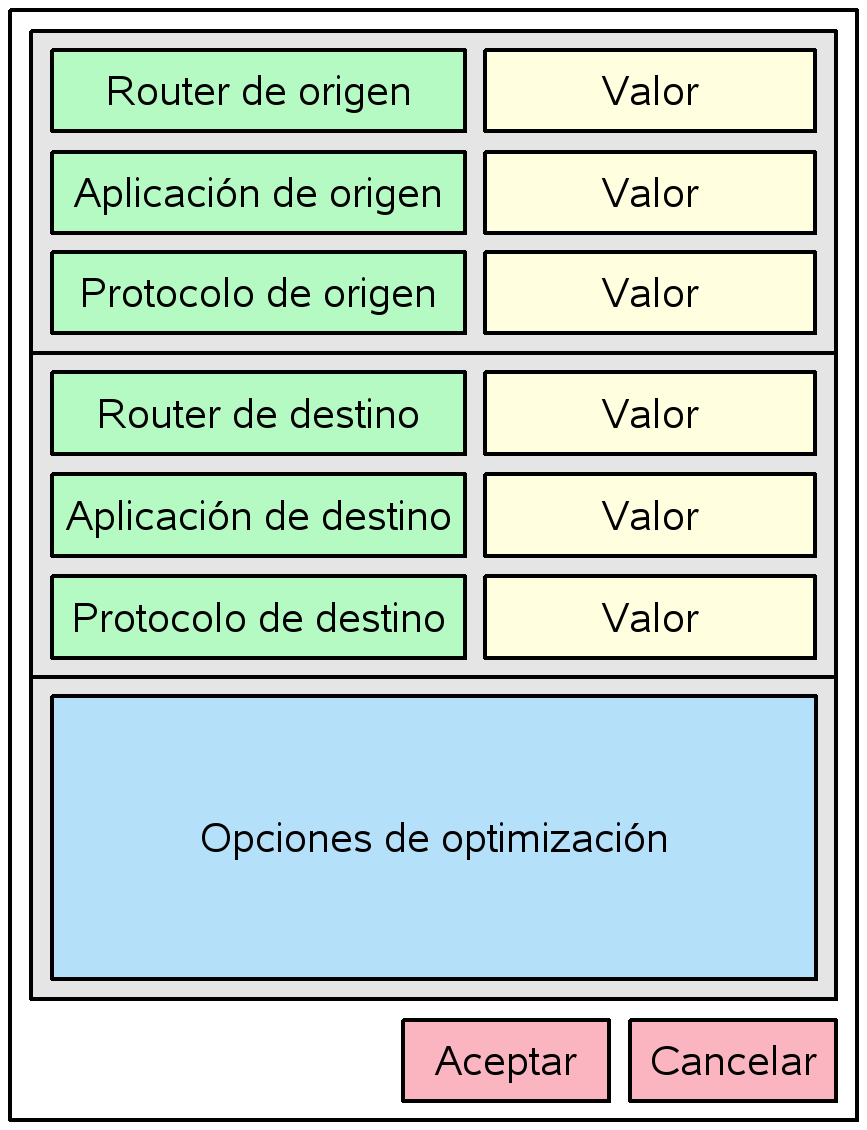 Router de origen
Valor
Aplicación de origen
Valor
Protocolo de origen
Valor
Router de destino
Valor
Aplicación de destino
Valor
Protocolo de destino
Valor
Opciones de optimización
Aceptar
Cancelar